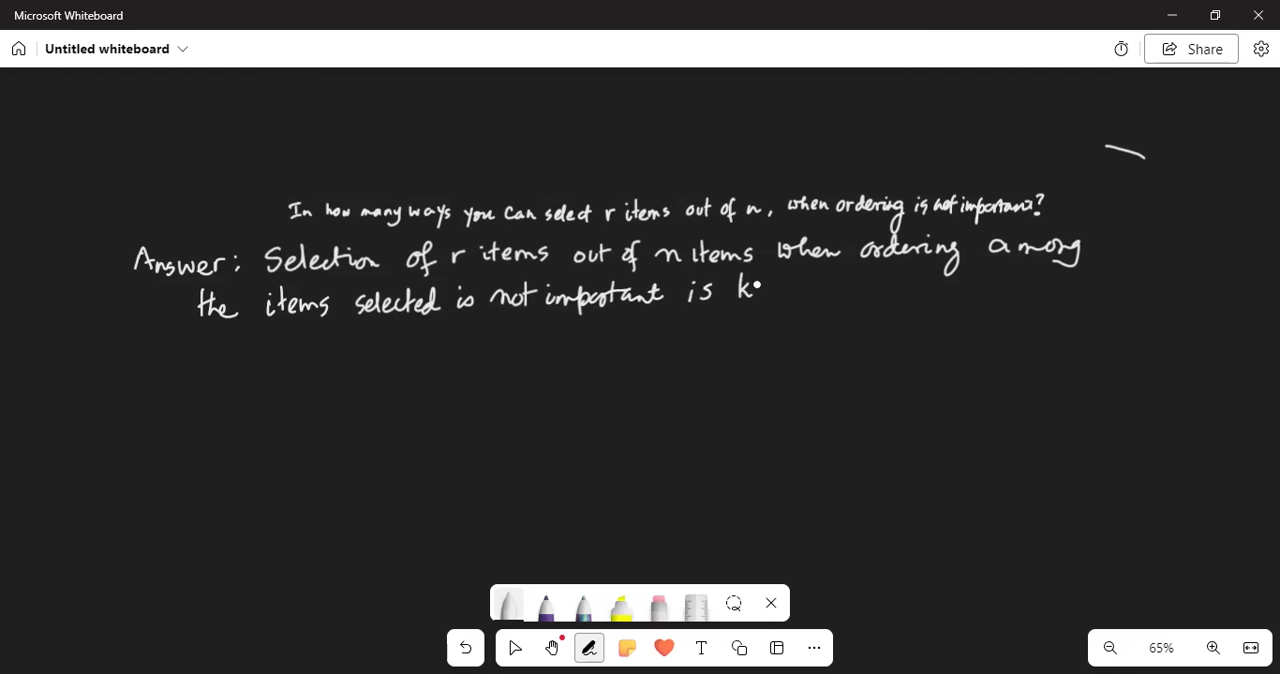 Microsoft Whiteboard
Untitled whiteboard
Share
In how many ways you can select r items out of n, when ordering is not important?
Answer: Selection of r items out of n items when ordering among
the items selected is not important is k
65%